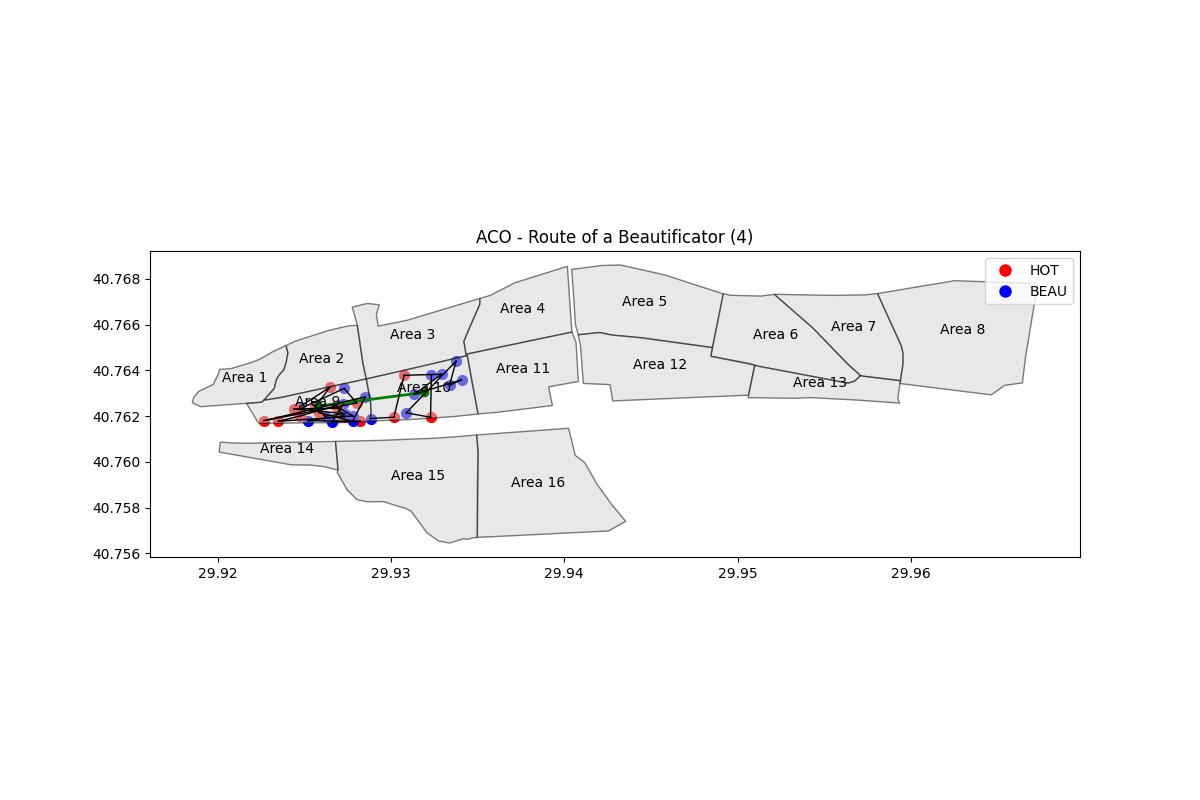 ACO - Route of a Beautificator (4)
HOT
BEAU
40.768
40.766
40.764
40.762
40.760
40.758
40.756
Area 1
Area 2
Area 3
Area 4
Area 5
Area 6
Area 7
Area 8
Area 9
Area 10
Area 11
Area 12
Area 13
Area 14
Area 15
Area 16
29.92
29.93
29.94
29.95
29.96